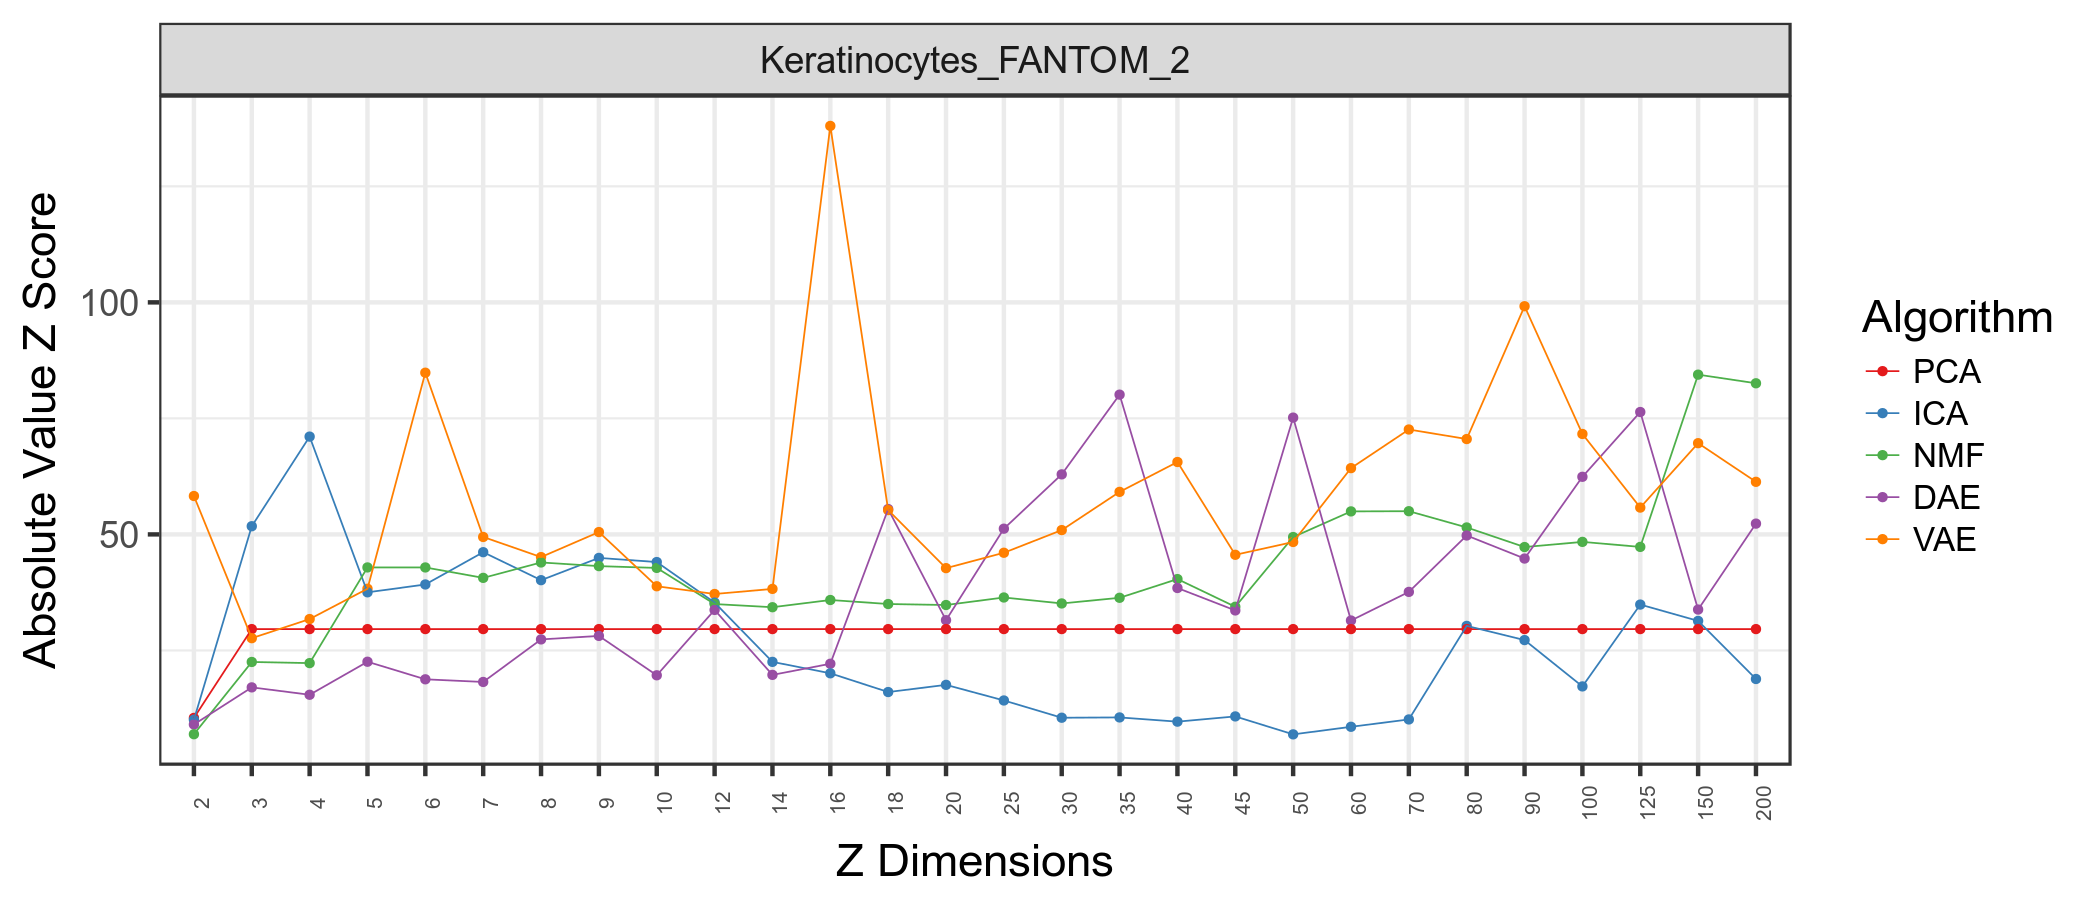 Keratinocytes_FANTOM_2
Absolute Value Z Score
100
50
2 3 4 5 6 7 8 9 10 12 14 16 18 20 25 30 35 40 45 50 60 70 80 90 100 125 150 200
Z Dimensions
Algorithm
PCA
ICA
NMF
DAE
VAE